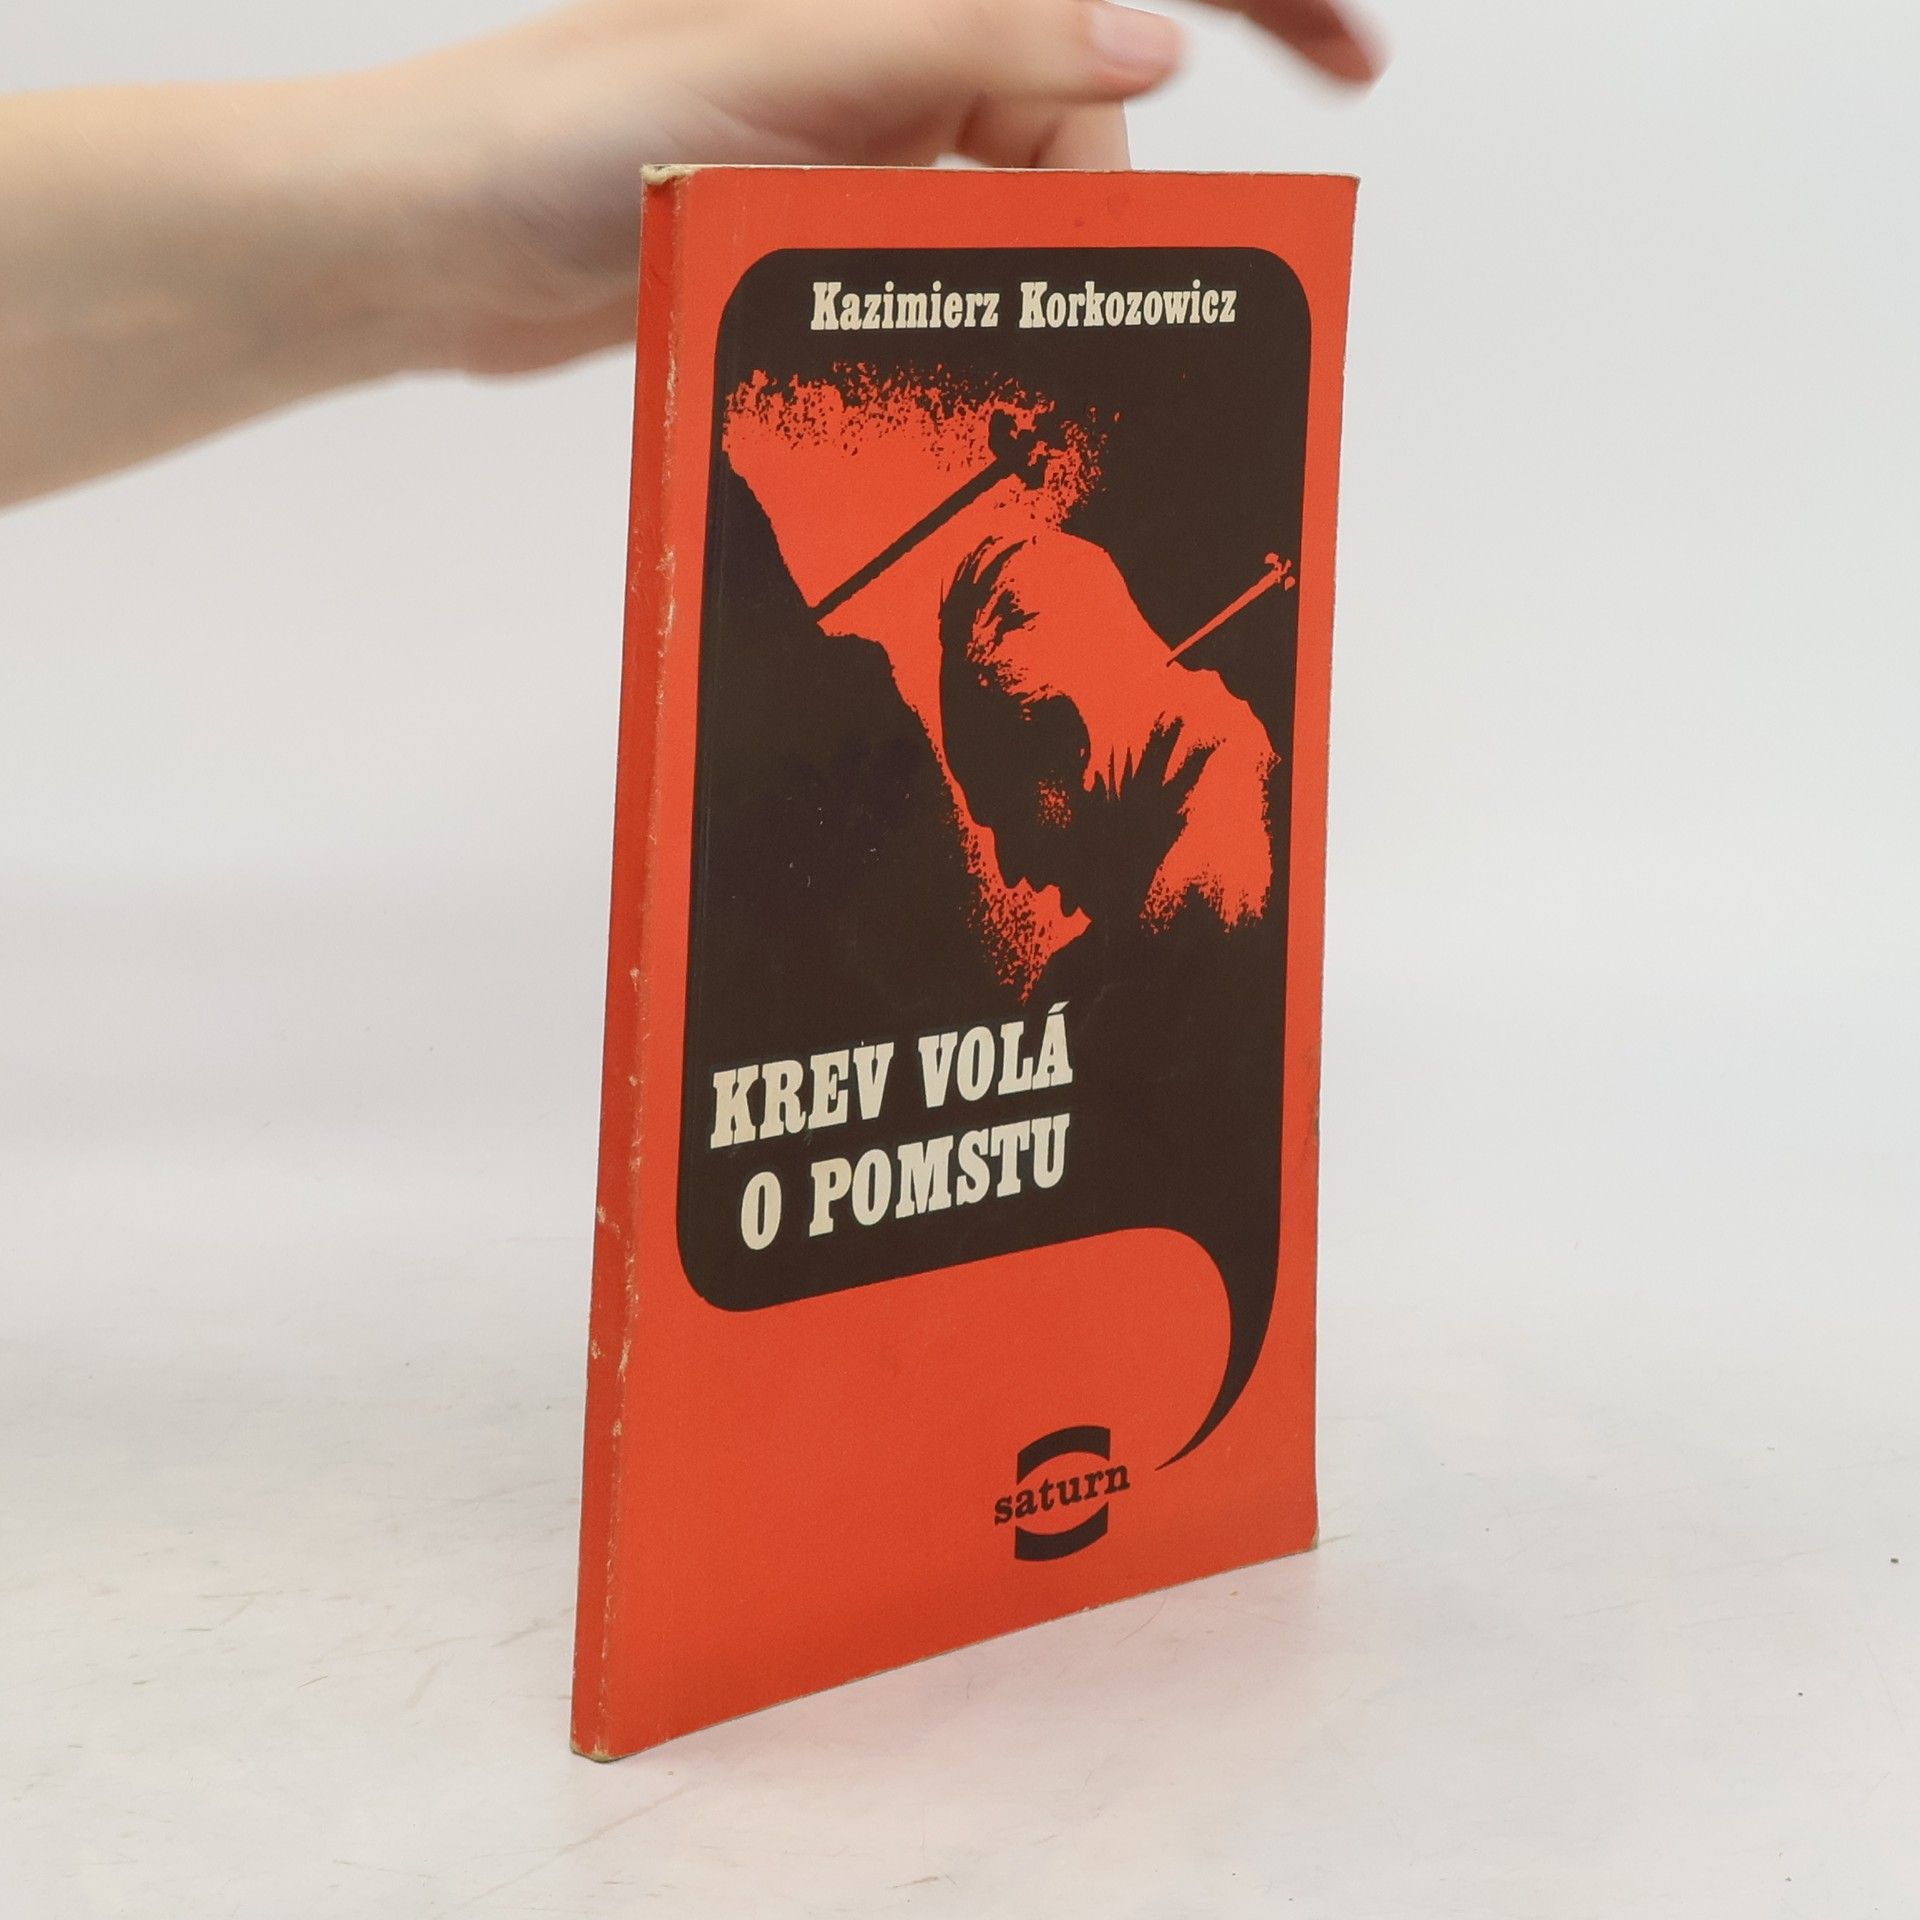 Kazimierz Korkozowicz
KREV VOLÁ
O POMSTU
saturn